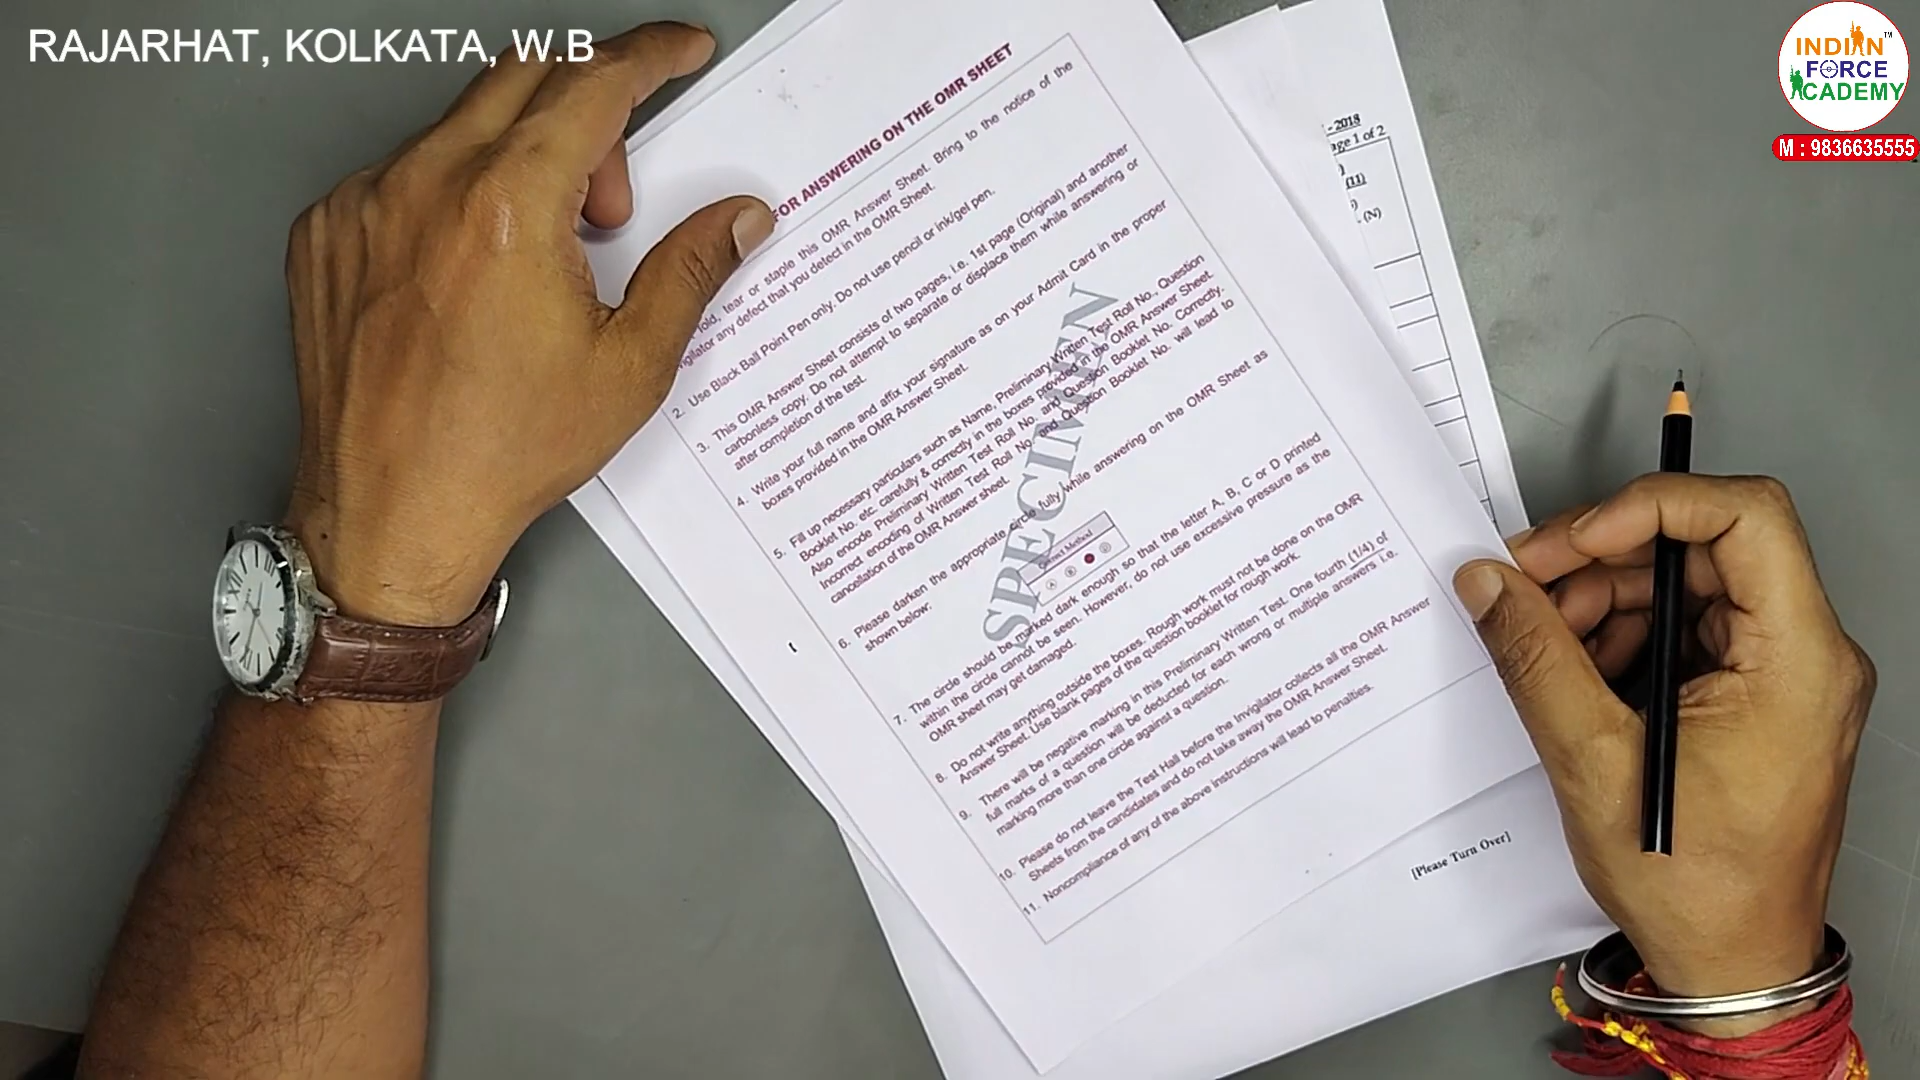 RAJARHAT, KOLKATA, W.B
INDIAN
FORCE
ACADEMY
TM
M : 9836635555
FOR ANSWERING ON THE OMR SHEET
fold, tear or staple this OMR Answer Sheet. Bring to the notice of the
any defect that you detect in the OMR Sheet.
2. Use Black Ball Point Pen only. Do not use pencil or ink/gel pen.
3. This OMR Answer Sheet consists of two pages, i.e. 1st page (Original) and another
carbonless copy. Do not attempt to separate or displace them while answering or
after completion of the test.
4. Write your full name and affix your signature as on your Admit Card in the proper
boxes provided in the OMR Answer Sheet.
5. Fill up necessary particulars such as Name, Preliminary Written Test Roll No., Question
Booklet No. etc. carefully & correctly in the boxes provided in the OMR Answer Sheet.
Also encode Preliminary Written Test Roll No. and Question Booklet No. Correctly.
Incorrect encoding of Written Test Roll No. and Question Booklet No. will lead to
cancellation of the OMR Answer sheet.
6. Please darken the appropriate circle fully while answering on the OMR Sheet as
shown below:
Correct Method
A B D
7. The circle should be marked dark enough so that the letter A, B, C or D printed
within the circle cannot be seen. However, do not use excessive pressure as the
OMR sheet may get damaged.
8. Do not write anything outside the boxes. Rough work must not be done on the OMR
Answer Sheet. Use blank pages of the question booklet for rough work.
9. There will be negative marking in this Preliminary Written Test. One fourth (1/4) of
full marks of a question will be deducted for each wrong or multiple answers i.e.
marking more than one circle against a question.
10. Please do not leave the Test Hall before the Invigilator collects all the OMR Answer
Sheets from the candidates and do not take away the OMR Answer Sheet.
11. Noncompliance of any of the above instructions will lead to penalties.
SPECIMEN
- 2018
age 1 of 2
)
(11)
)
. (N)
[Please Turn Over]